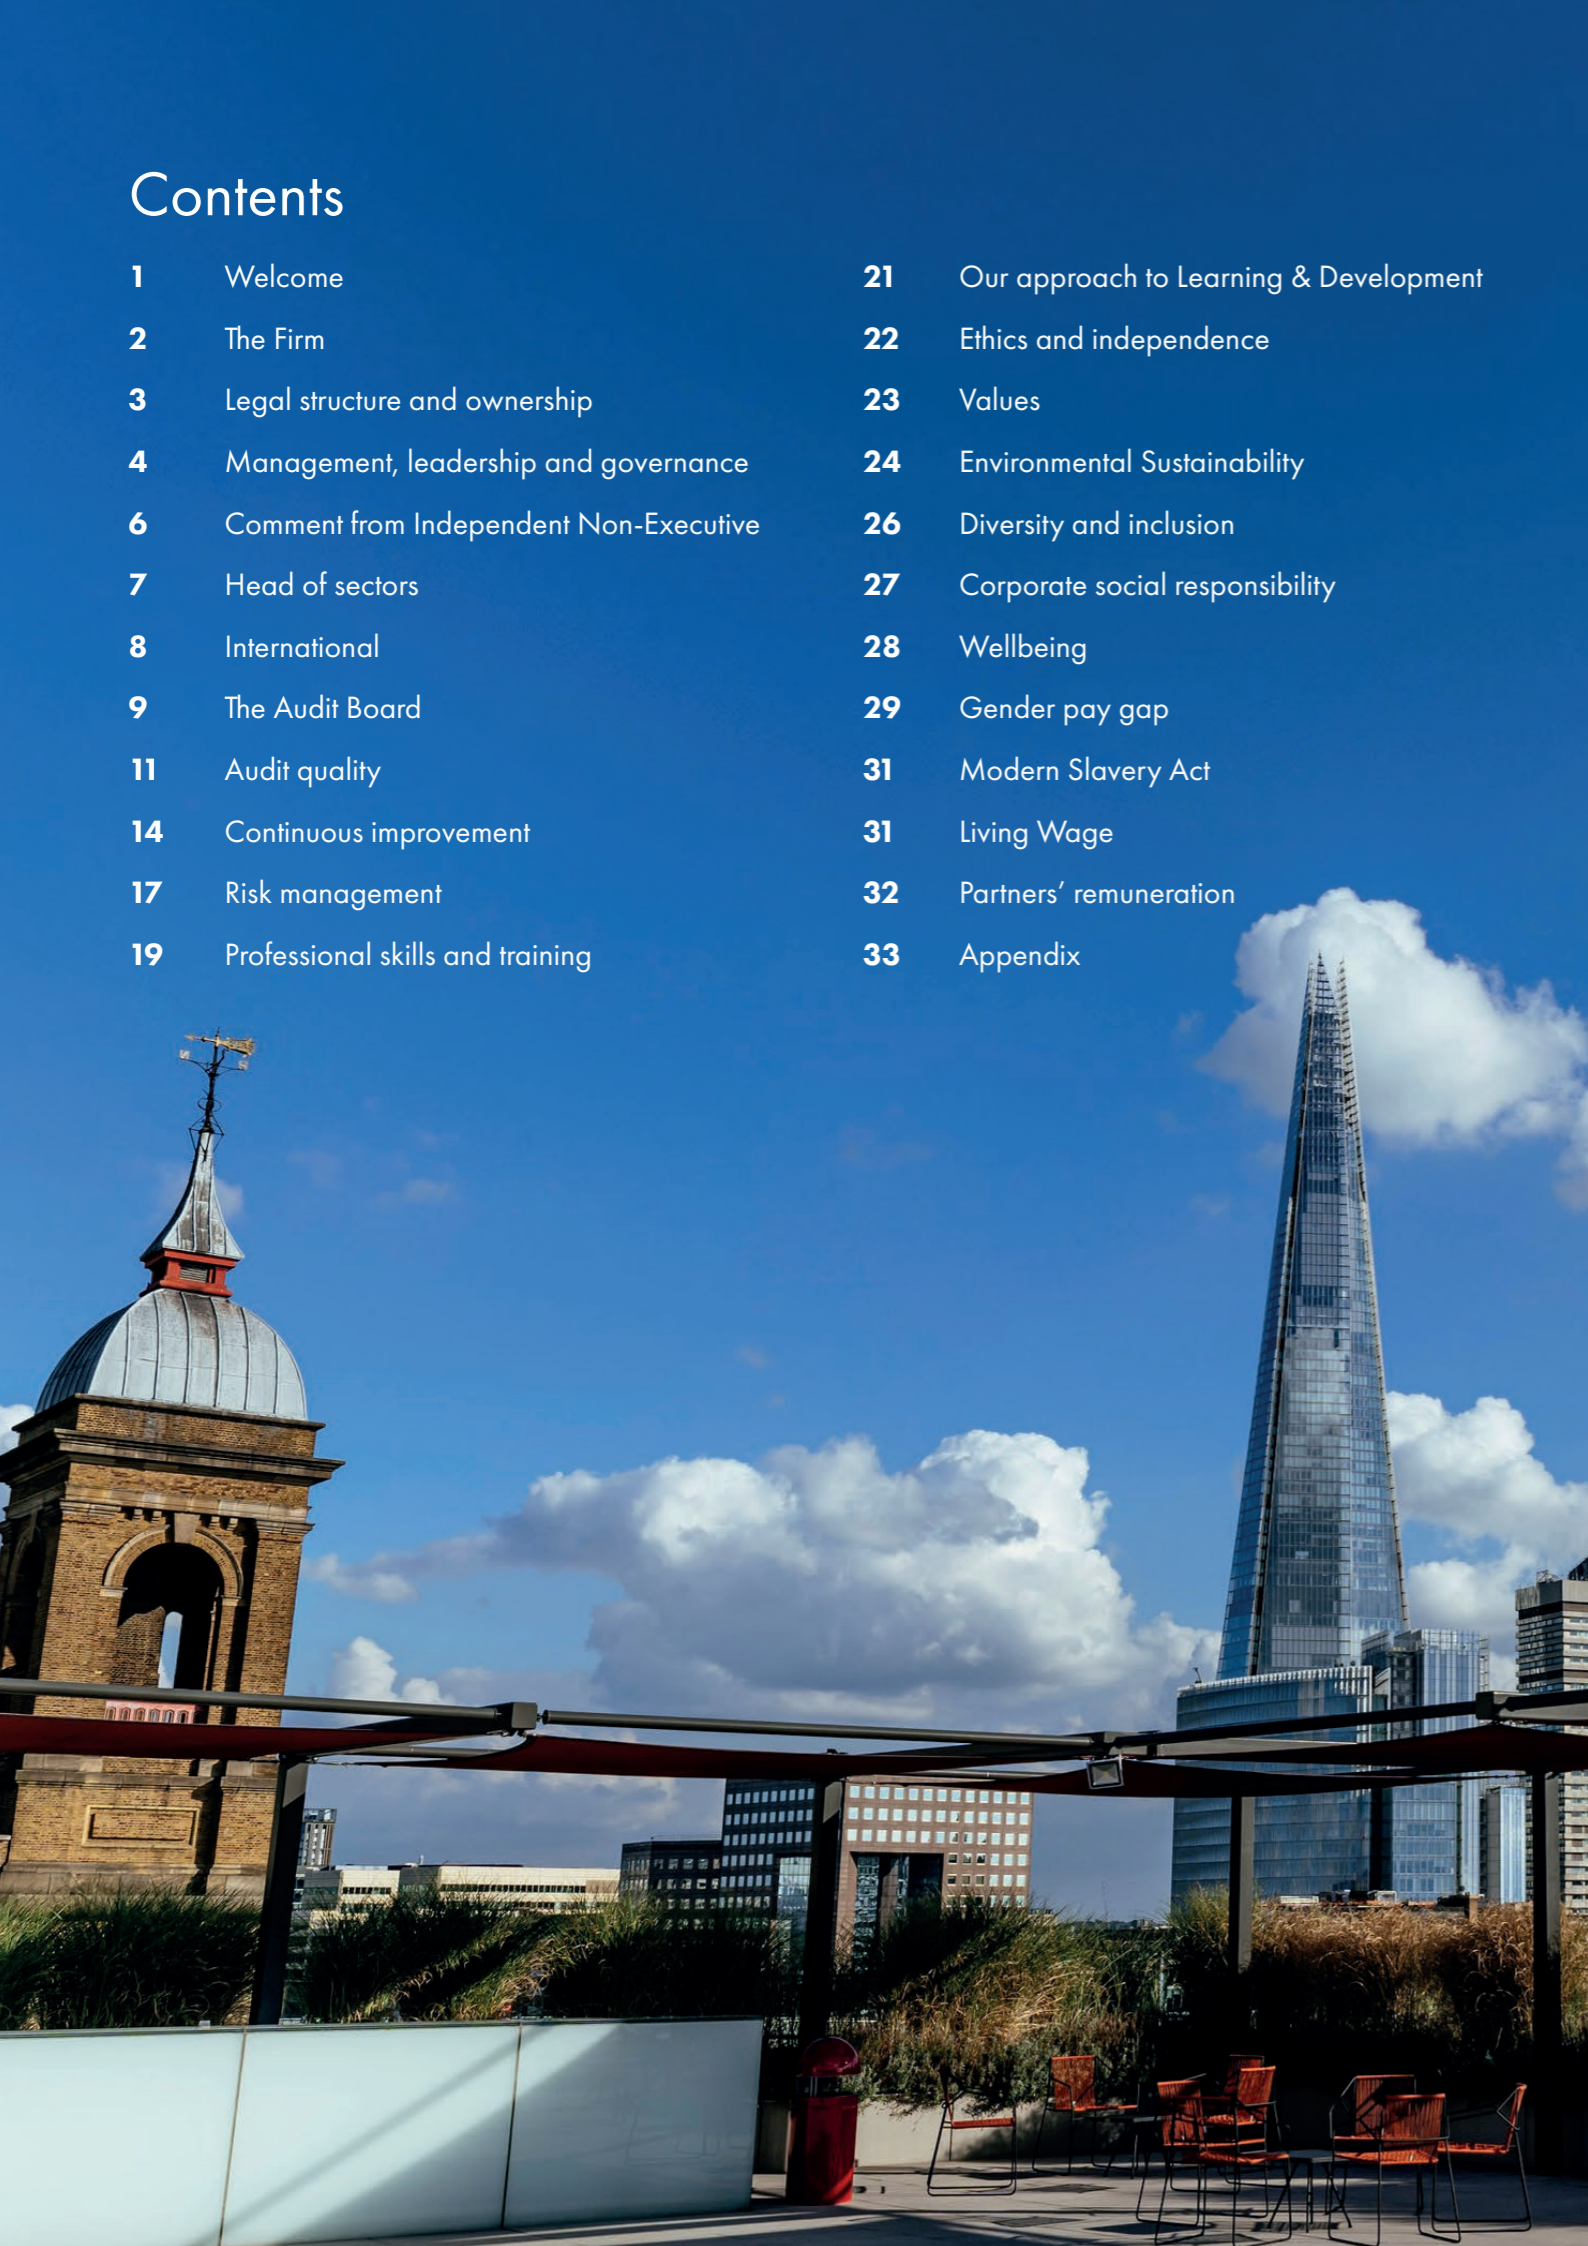 Contents
1 Welcome
2 The Firm
3 Legal structure and ownership
4 Management, leadership and governance
6 Comment from Independent Non-Executive
7 Head of sectors
8 International
9 The Audit Board
11 Audit quality
14 Continuous improvement
17 Risk management
19 Professional skills and training
21 Our approach to Learning & Development
22 Ethics and independence
23 Values
24 Environmental Sustainability
26 Diversity and inclusion
27 Corporate social responsibility
28 Wellbeing
29 Gender pay gap
31 Modern Slavery Act
31 Living Wage
32 Partners’ remuneration
33 Appendix